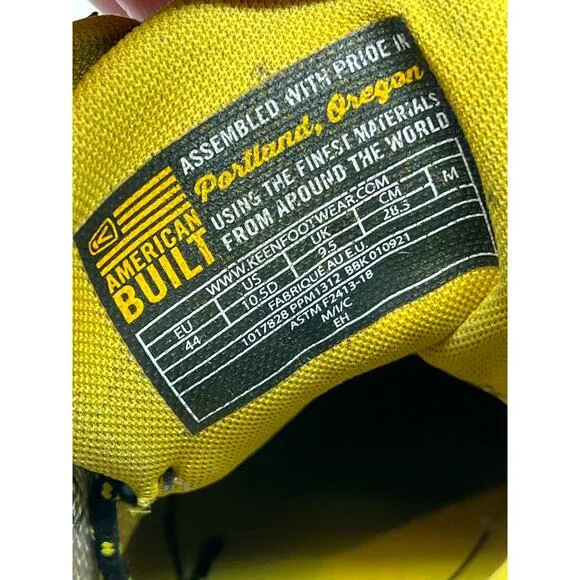 ASSEMBLED WITH PRIDE IN
Portland, Oregon
USING THE FINEST MATERIALS
FROM AROUND THE WORLD
AMERICAN
BUILT
WWW.KEENFOOTWEAR.COM
EU US UK CM M
44 10.5D 9.5 28.5
FABRIQUE AU E.U.
1017828 PPM1312 BBK 010921
ASTM F2413-18
M/I/C
EH